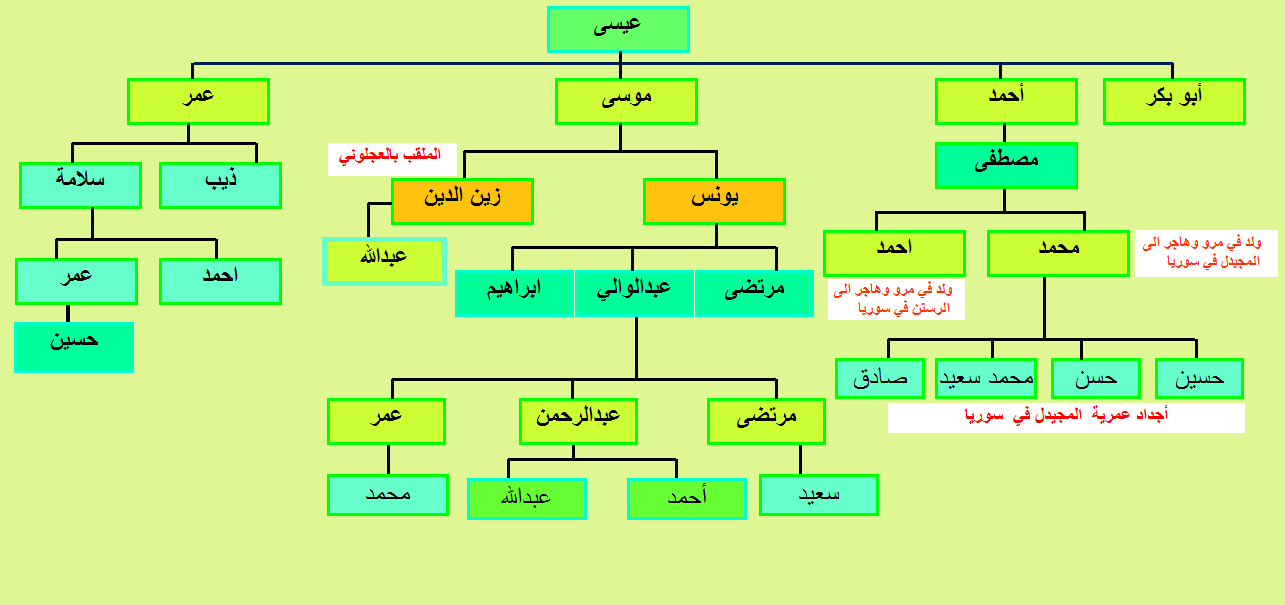 عيسى
أبو بكر
أحمد
موسى
عمر
مصطفى
الملقب بالعجلوني
يونس
زين الدين
ذيب
سلامة
محمد
ولد في مرو وهاجر الى
المجيدل في سوريا
احمد
ولد في مرو وهاجر الى
الرستن في سوريا
عبدالله
احمد
عمر
مرتضى
عبدالوالي
ابراهيم
حسين
حسين
حسن
محمد سعيد
صادق
أجداد عمرية المجيدل في سوريا
مرتضى
عبدالرحمن
عمر
سعيد
أحمد
عبدالله
محمد